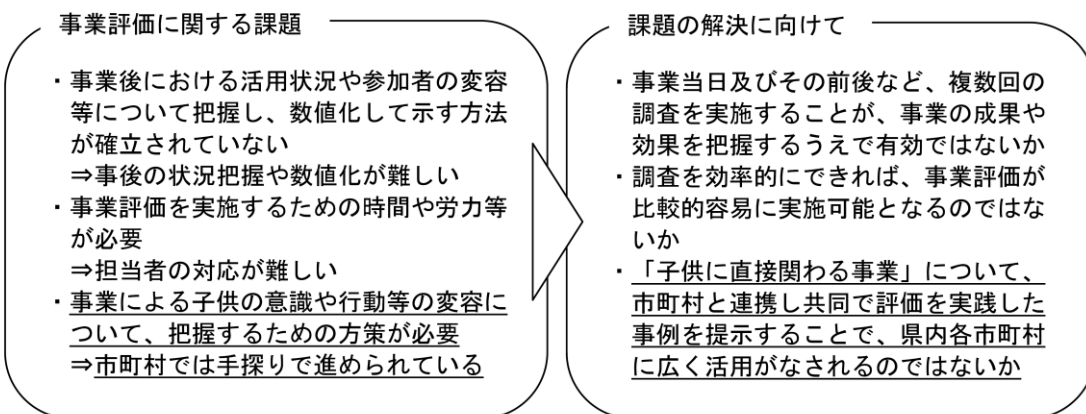 事業評価に関する課題
・事業後における活用状況や参加者の変容
等について把握し、数値化して示す方法
が確立されていない
⇒事後の状況把握や数値化が難しい
・事業評価を実施するための時間や労力等
が必要
⇒担当者の対応が難しい
・事業による子供の意識や行動等の変容に
ついて、把握するための方策が必要
⇒市町村では手探りで進められている
課題の解決に向けて
・事業当日及びその前後など、複数回の
調査を実施することが、事業の成果や
効果を把握するうえで有効ではないか
・調査を効率的にできれば、事業評価が
比較的容易に実施可能となるのではな
いか
・「子供に直接関わる事業」について、
市町村と連携し共同で評価を実践した
事例を提示することで、県内各市町村
に広く活用がなされるのではないか